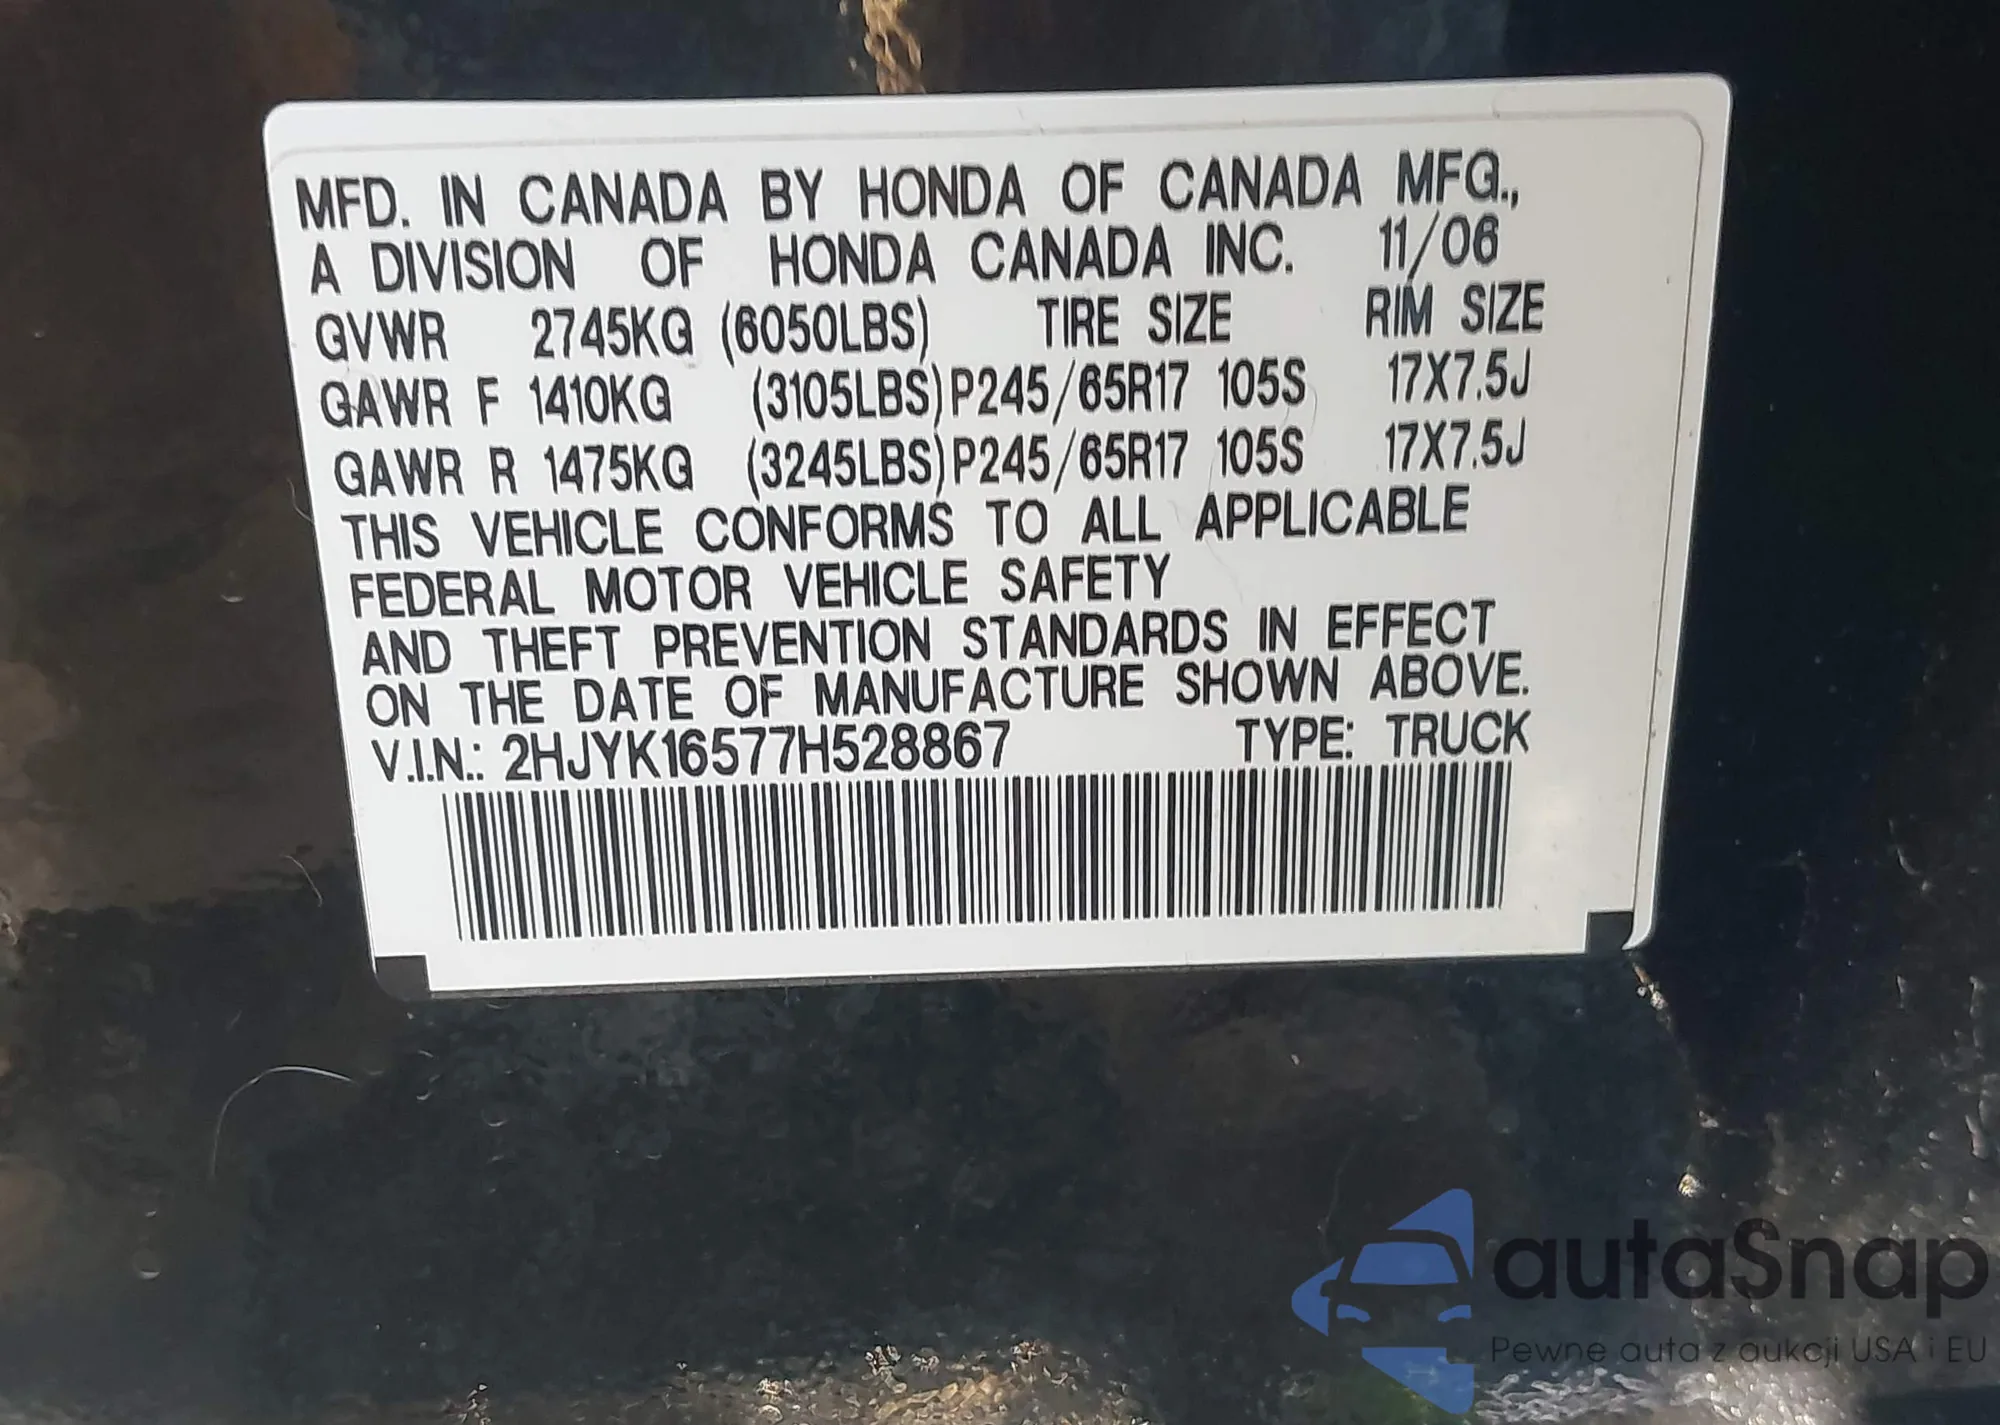 MFD. IN CANADA BY HONDA OF CANADA MFG.,
A DIVISION OF HONDA CANADA INC. 11/06
GVWR 2745KG (6050LBS) TIRE SIZE RIM SIZE
GAWR F 1410KG (3105LBS) P245/65R17 105S 17X7.5J
GAWR R 1475KG (3245LBS) P245/65R17 105S 17X7.5J
THIS VEHICLE CONFORMS TO ALL APPLICABLE
FEDERAL MOTOR VEHICLE SAFETY
AND THEFT PREVENTION STANDARDS IN EFFECT
ON THE DATE OF MANUFACTURE SHOWN ABOVE.
V.I.N.: 2HJYK16577H528867 TYPE: TRUCK
autaSnap
Pewne auta z aukcji USA i EU